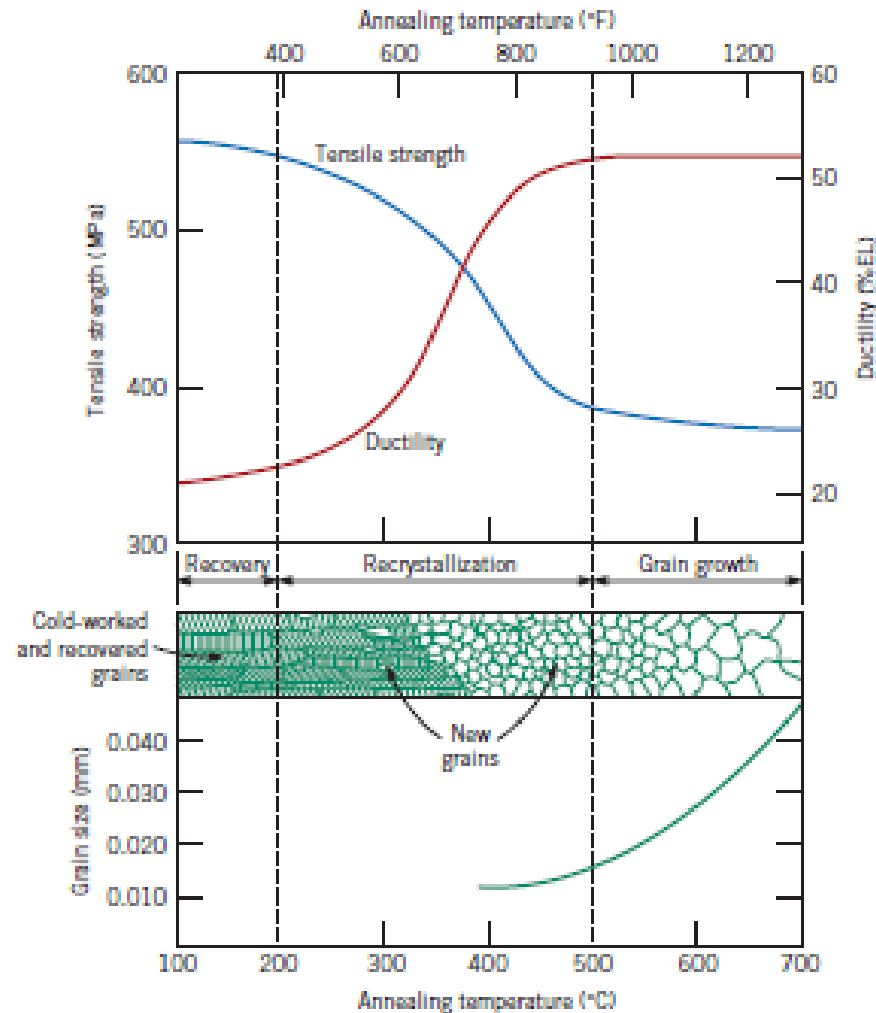 Annealing temperature (°F)
400 600 800 1000 1200
600 60
Tensile strength
50
500
Tensile strength (MPa)
40
Ductility (%EL)
400 30
Ductility
20
300
Recovery Recrystallization Grain growth
Cold-worked
and recovered
grains
New
grains
0.040
0.030
Grain size (mm)
0.020
0.010
100 200 300 400 500 600 700
Annealing temperature (°C)